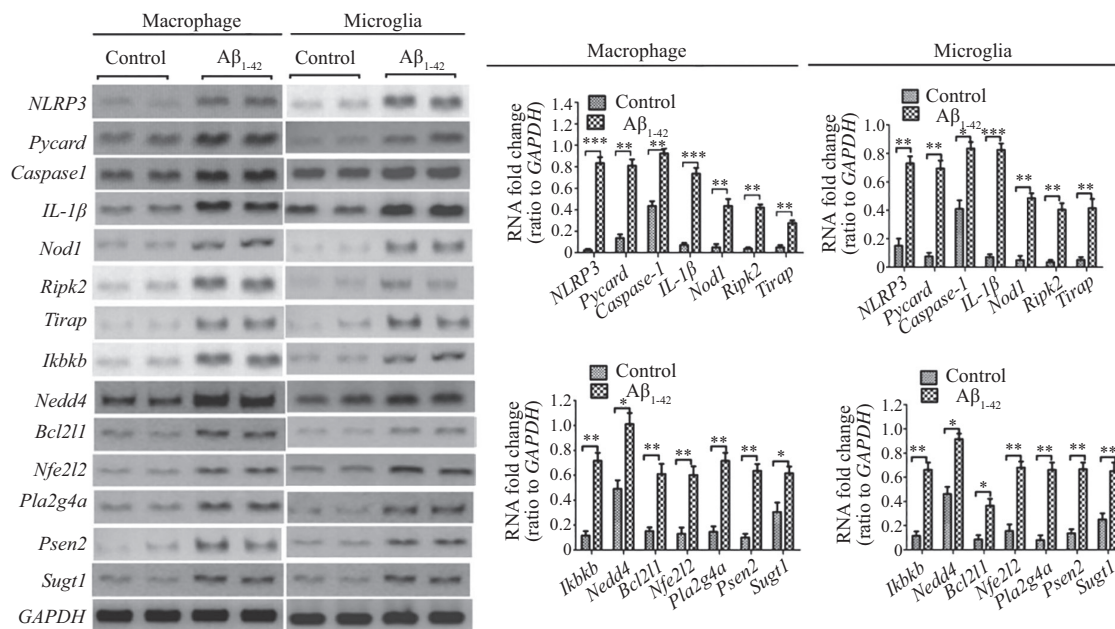 Macrophage Microglia
Control Aβ1-42 Control Aβ1-42
NLRP3
Pycard
Caspase1
IL-1β
Nod1
Ripk2
Tirap
Ikbkb
Nedd4
Bcl2l1
Nfe2l2
Pla2g4a
Psen2
Sugt1
GAPDH
Macrophage
RNA fold change
(ratio to GAPDH)
1.4
1.2
1.0
0.8
0.6
0.4
0.2
0
Control
Aβ1-42
*** ** ** *** ** ** **
NLRP3 Pycard Caspase-1 IL-1β Nod1 Ripk2 Tirap
Microglia
RNA fold change
(ratio to GAPDH)
1.0
0.8
0.6
0.4
0.2
0
Control
Aβ1-42
** ** * *** ** ** **
NLRP3 Pycard Caspase-1 IL-1β Nod1 Ripk2 Tirap
RNA fold change
(ratio to GAPDH)
1.2
1.0
0.8
0.6
0.4
0.2
0
Control
Aβ1-42
** * ** ** ** ** *
Ikbkb Nedd4 Bcl2l1 Nfe2l2 Pla2g4a Psen2 Sugt1
RNA fold change
(ratio to GAPDH)
1.2
1.0
0.8
0.6
0.4
0.2
0
Control
Aβ1-42
** * * ** ** ** **
Ikbkb Nedd4 Bcl2l1 Nfe2l2 Pla2g4a Psen2 Sugt1